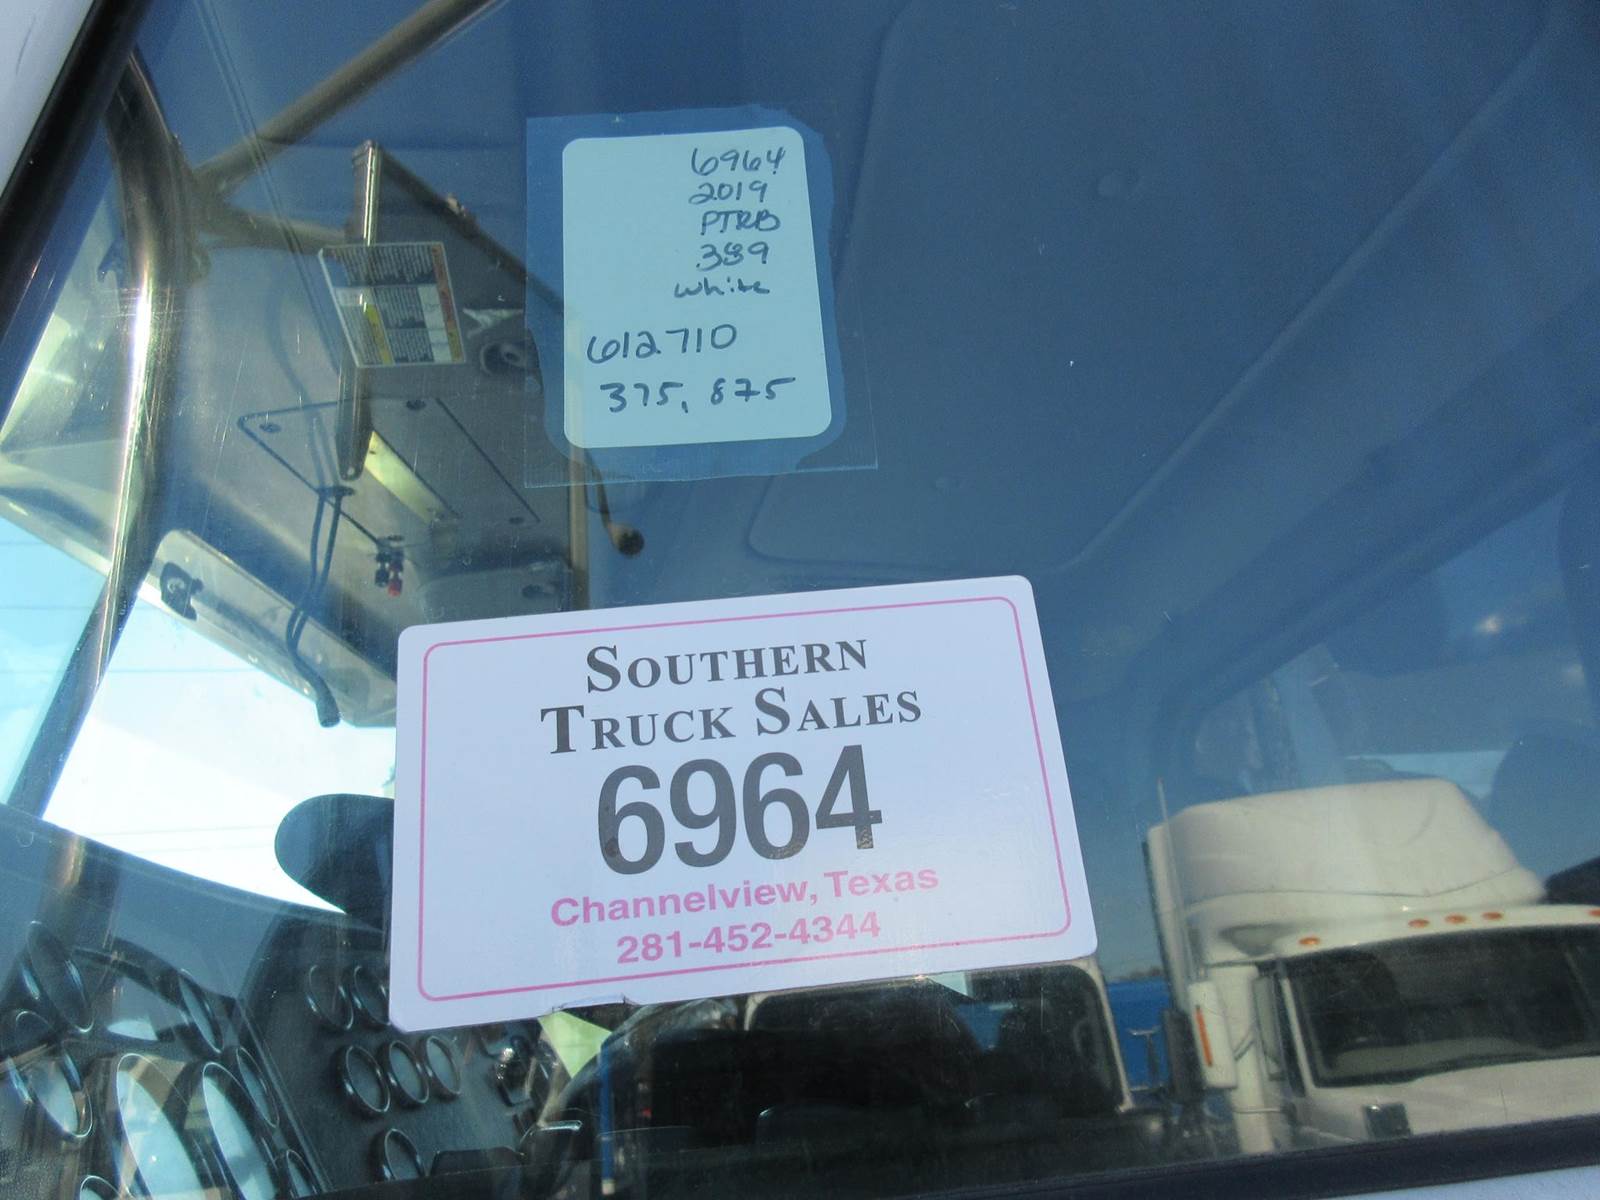 6964
2019
PTRB
389
white
612710
375,875
SOUTHERN
TRUCK SALES
6964
Channelview, Texas
281-452-4344